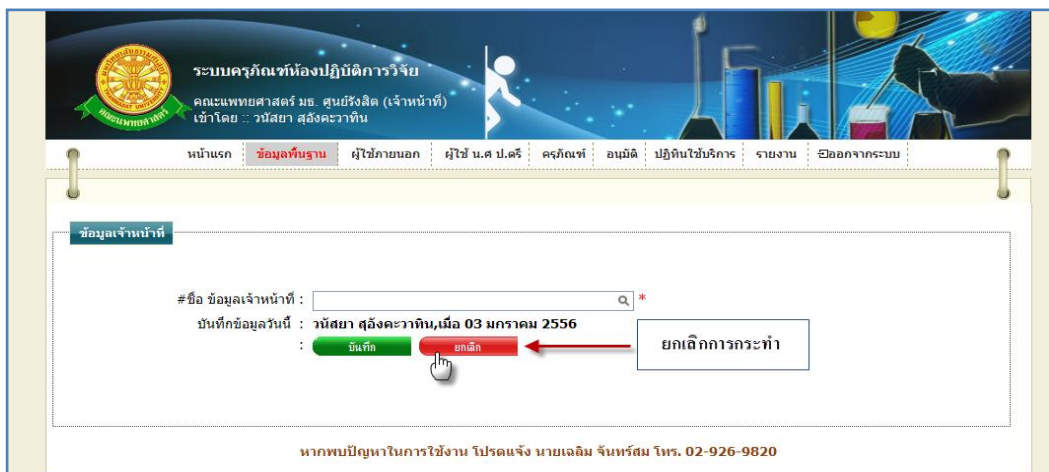 ระบบครุภัณฑ์ห้องปฏิบัติการวิจัย
คณะแพทยศาสตร์ มธ. ศูนย์รังสิต (เจ้าหน้าที่)
เข้าโดย :: วนัสยา สุอังคะวาทิน
หน้าแรก ข้อมูลพื้นฐาน ผู้ใช้ภายนอก ผู้ใช้ น.ศ ป.ตรี ครุภัณฑ์ อนุมัติ ปฏิทินใช้บริการ รายงาน ออกจากระบบ
ข้อมูลเจ้าหน้าที่
#ชื่อ ข้อมูลเจ้าหน้าที่ : *
บันทึกข้อมูลวันนี้ : วนัสยา สุอังคะวาทิน,เมื่อ 03 มกราคม 2556
: บันทึก ยกเลิก
ยกเลิกการกระทำ
หากพบปัญหาในการใช้งาน โปรดแจ้ง นายเฉลิม จันทร์สม โทร. 02-926-9820